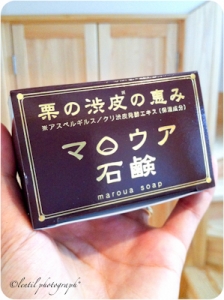 栗の渋皮の恵み
※アスペルギルス/クリ渋皮発酵エキス(保湿成分)
マロウア
石鹸
maroua soap
©lentil photograph*